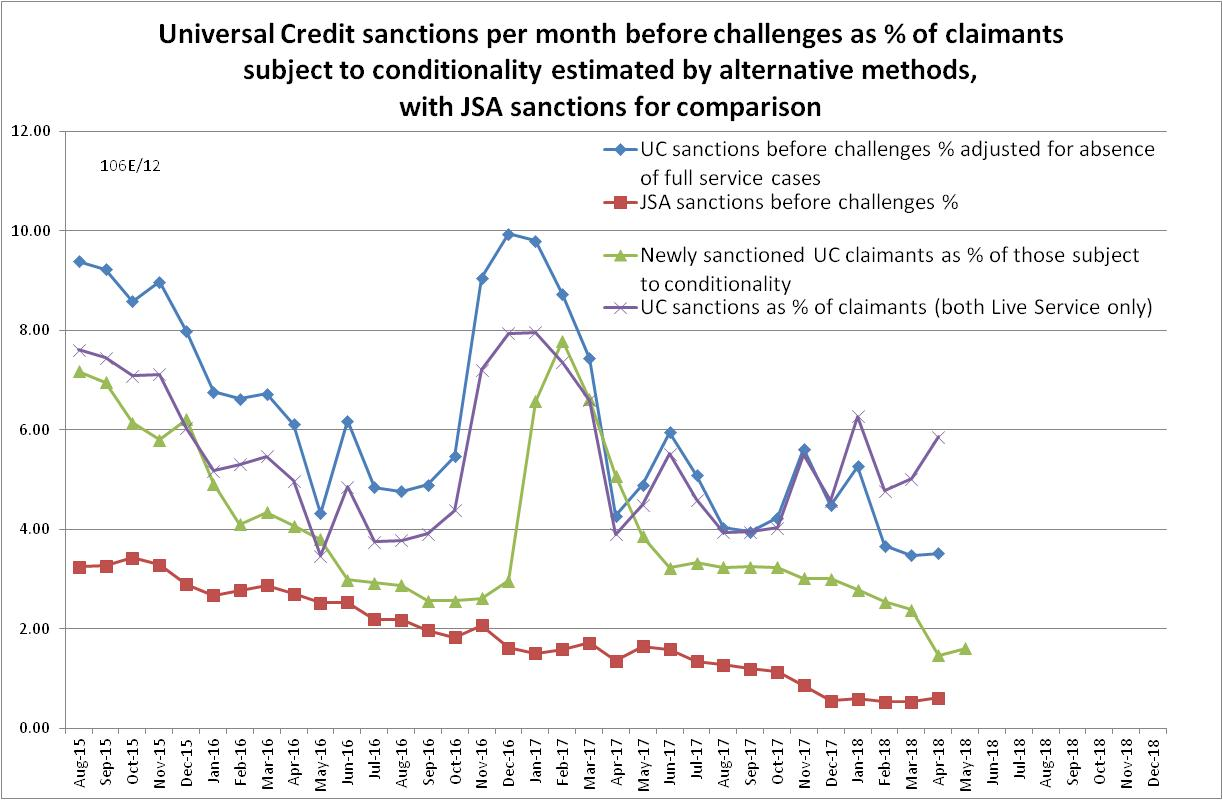 Universal Credit sanctions per month before challenges as % of claimants
subject to conditionality estimated by alternative methods,
with JSA sanctions for comparison
12.00
106E/12
UC sanctions before challenges % adjusted for absence
of full service cases
JSA sanctions before challenges %
10.00
Newly sanctioned UC claimants as % of those subject
to conditionality
UC sanctions as % of claimants (both Live Service only)
8.00
6.00
4.00
2.00
0.00
Aug-15
Sep-15
Oct-15
Nov-15
Dec-15
Jan-16
Feb-16
Mar-16
Apr-16
May-16
Jun-16
Jul-16
Aug-16
Sep-16
Oct-16
Nov-16
Dec-16
Jan-17
Feb-17
Mar-17
Apr-17
May-17
Jun-17
Jul-17
Aug-17
Sep-17
Oct-17
Nov-17
Dec-17
Jan-18
Feb-18
Mar-18
Apr-18
May-18
Jun-18
Jul-18
Aug-18
Sep-18
Oct-18
Nov-18
Dec-18